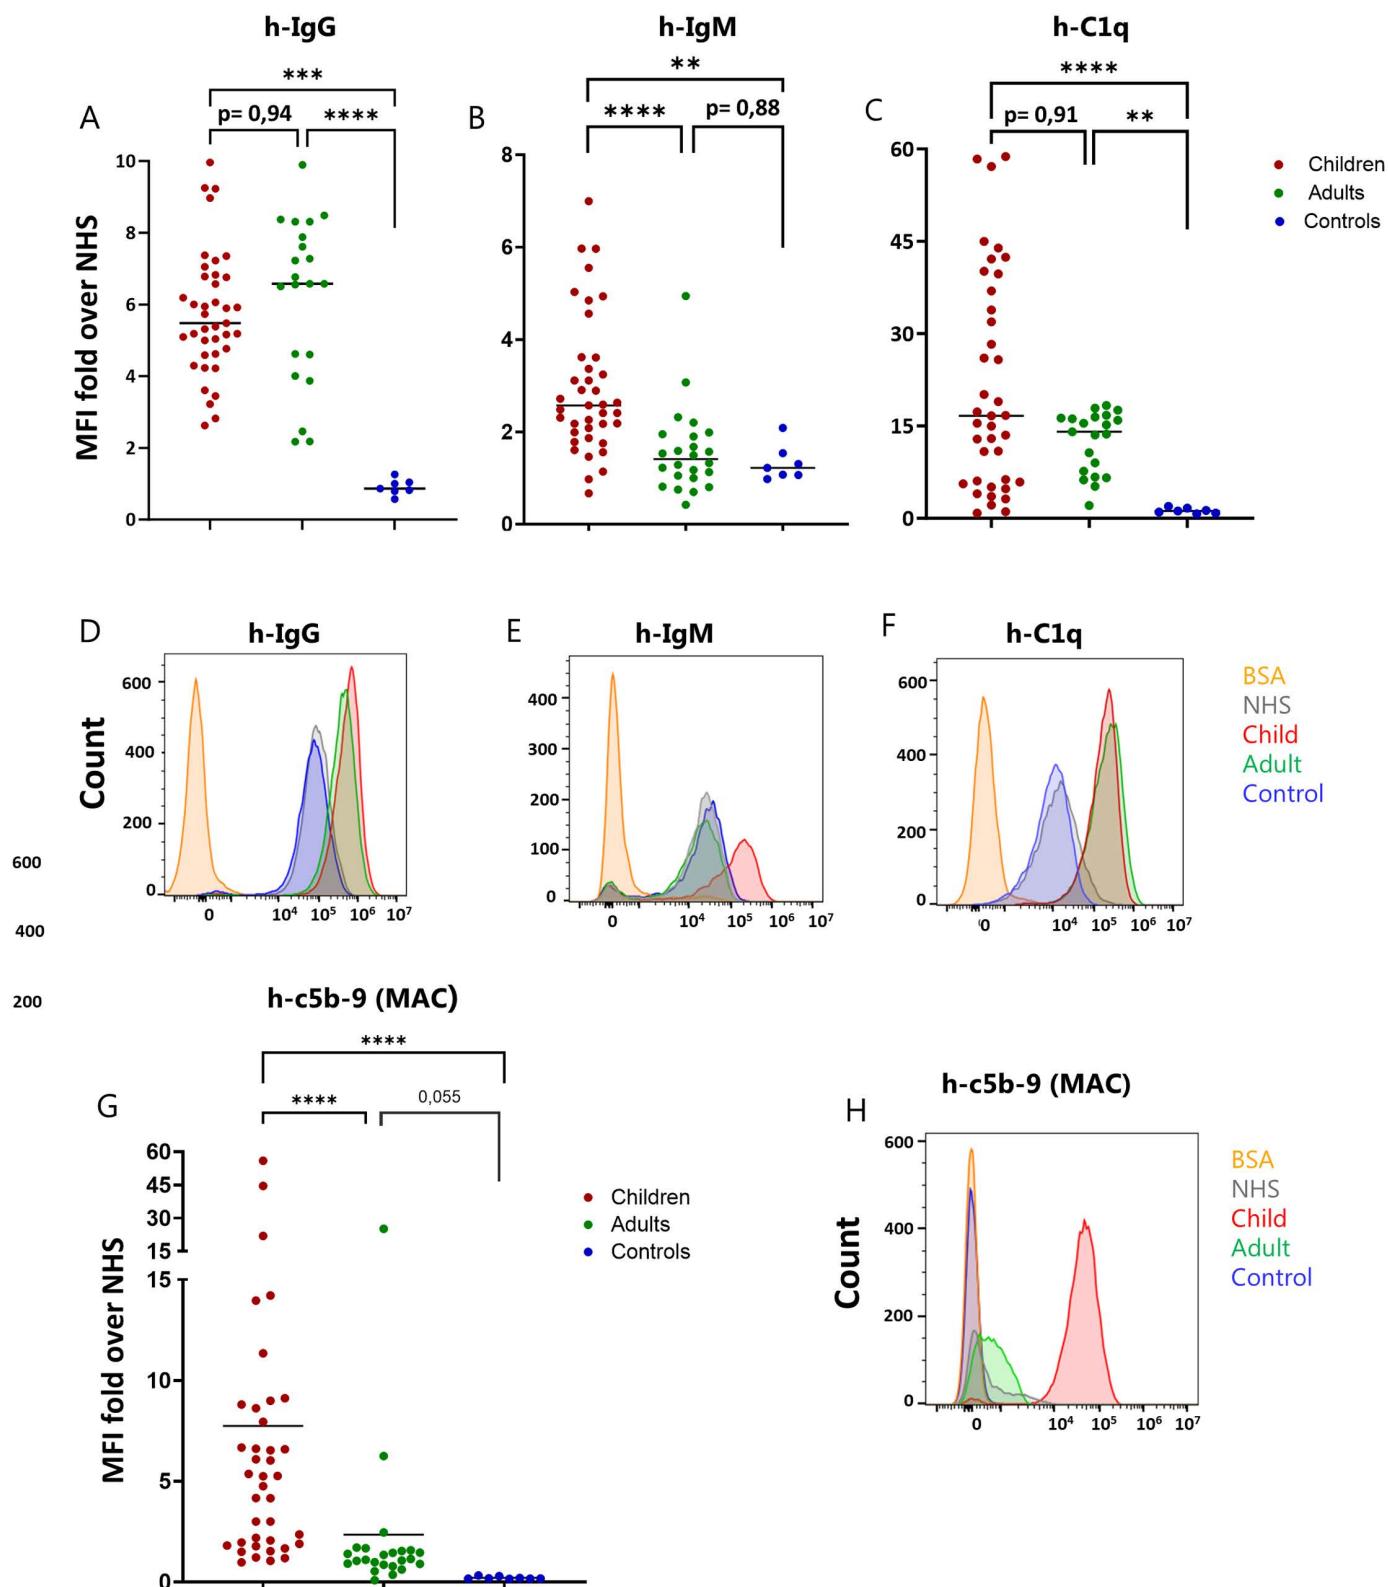 h-IgG
h-IgM
h-C1q
***
p= 0,94
****
**
****
p= 0,88
****
p= 0,91
**
A
B
C
MFI fold over NHS
10
8
6
4
2
0
8
6
4
2
0
60
45
30
15
0
Children
Adults
Controls
D
h-IgG
E
h-IgM
F
h-C1q
Count
600
400
200
0
0
10⁴
10⁵
10⁶
10⁷
400
300
200
100
0
0
10⁴
10⁵
10⁶
10⁷
600
400
200
0
0
10⁴
10⁵
10⁶
10⁷
BSA
NHS
Child
Adult
Control
600
400
200
h-c5b-9 (MAC)
****
****
0,055
G
MFI fold over NHS
60
45
30
15
15
10
5
0
Children
Adults
Controls
h-c5b-9 (MAC)
H
Count
600
400
200
0
0
10⁴
10⁵
10⁶
10⁷
BSA
NHS
Child
Adult
Control